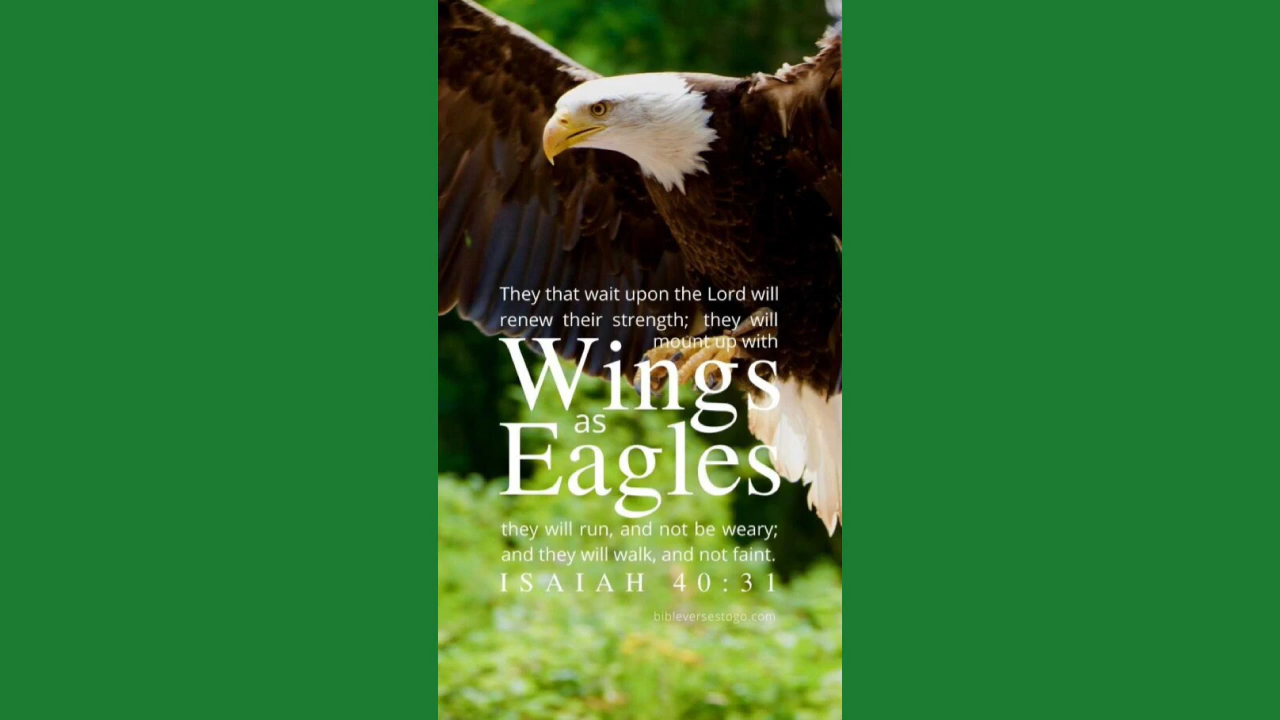 They that wait upon the Lord will
renew their strength; they will
mount up with
Wings
as
Eagles
they will run, and not be weary;
and they will walk, and not faint.
ISAIAH 40:31
bibleversestogo.com